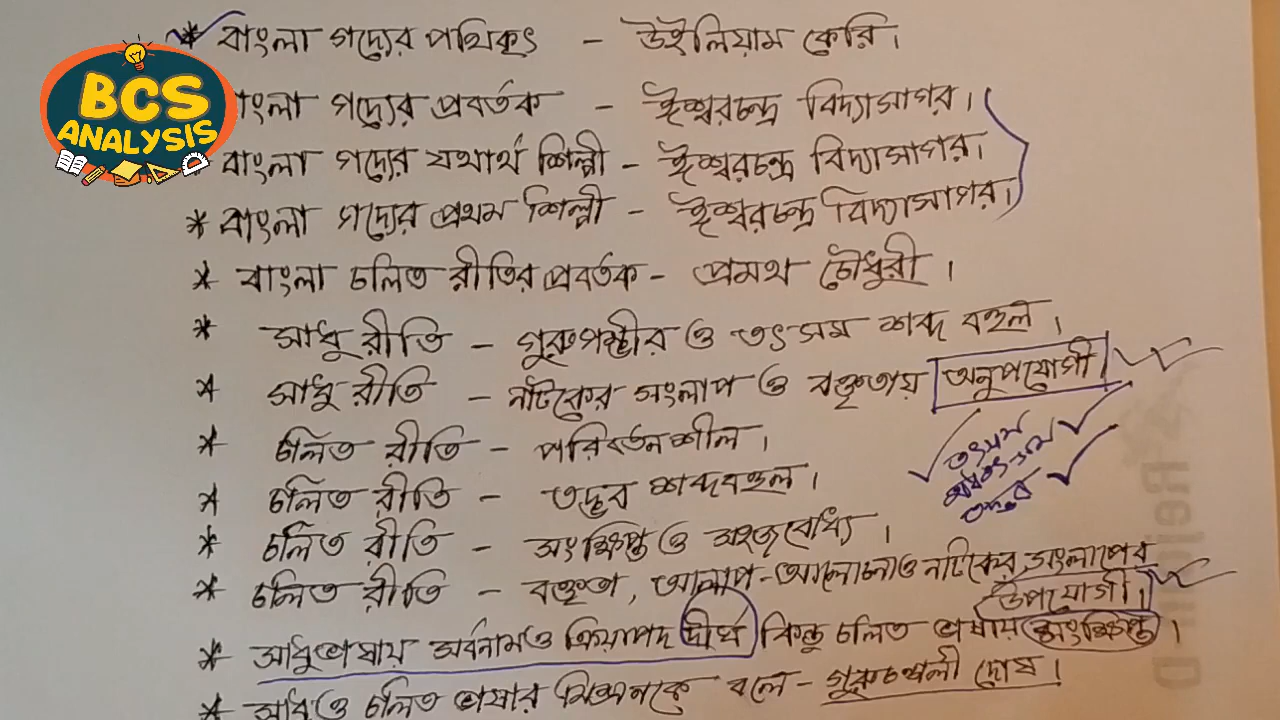 * বাংলা গদ্যের পথিকৃৎ - উইলিয়াম কেরি।
BCS ANALYSIS
বাংলা গদ্যের প্রবর্তক - ঈশ্বরচন্দ্র বিদ্যাসাগর।
বাংলা গদ্যের যথার্থ শিল্পী - ঈশ্বরচন্দ্র বিদ্যাসাগর।
* বাংলা গদ্যের প্রথম শিল্পী - ঈশ্বরচন্দ্র বিদ্যাসাগর।
* বাংলা চলিত রীতির প্রবর্তক - প্রমথ চৌধুরী।
* সাধু রীতি - গুরুগম্ভীর ও তৎসম শব্দ বহুল।
* সাধু রীতি - নাটকের সংলাপ ও বক্তৃতায় অনুপযোগী।
* চলিত রীতি - পরিবর্তনশীল।
তৎসম
অর্ধতৎসম
তদ্ভব
* চলিত রীতি - তদ্ভব শব্দবহুল।
* চলিত রীতি - সংক্ষিপ্ত ও সহজবোধ্য।
* চলিত রীতি - বক্তৃতা, আলাপ-আলোচনা ও নাটকের সংলাপের
উপযোগী।
* সাধুভাষায় সর্বনাম ও ক্রিয়াপদ দীর্ঘ কিন্তু চলিত ভাষায় সংক্ষিপ্ত।
* সাধু ও চলিত ভাষার মিশ্রনকে বলে - গুরুচণ্ডালী দোষ।